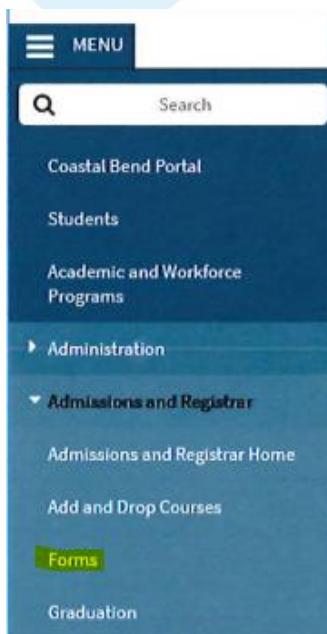 MENU
Search
Coastal Bend Portal
Students
Academic and Workforce
Programs
Administration
Admissions and Registrar
Admissions and Registrar Home
Add and Drop Courses
Forms
Graduation